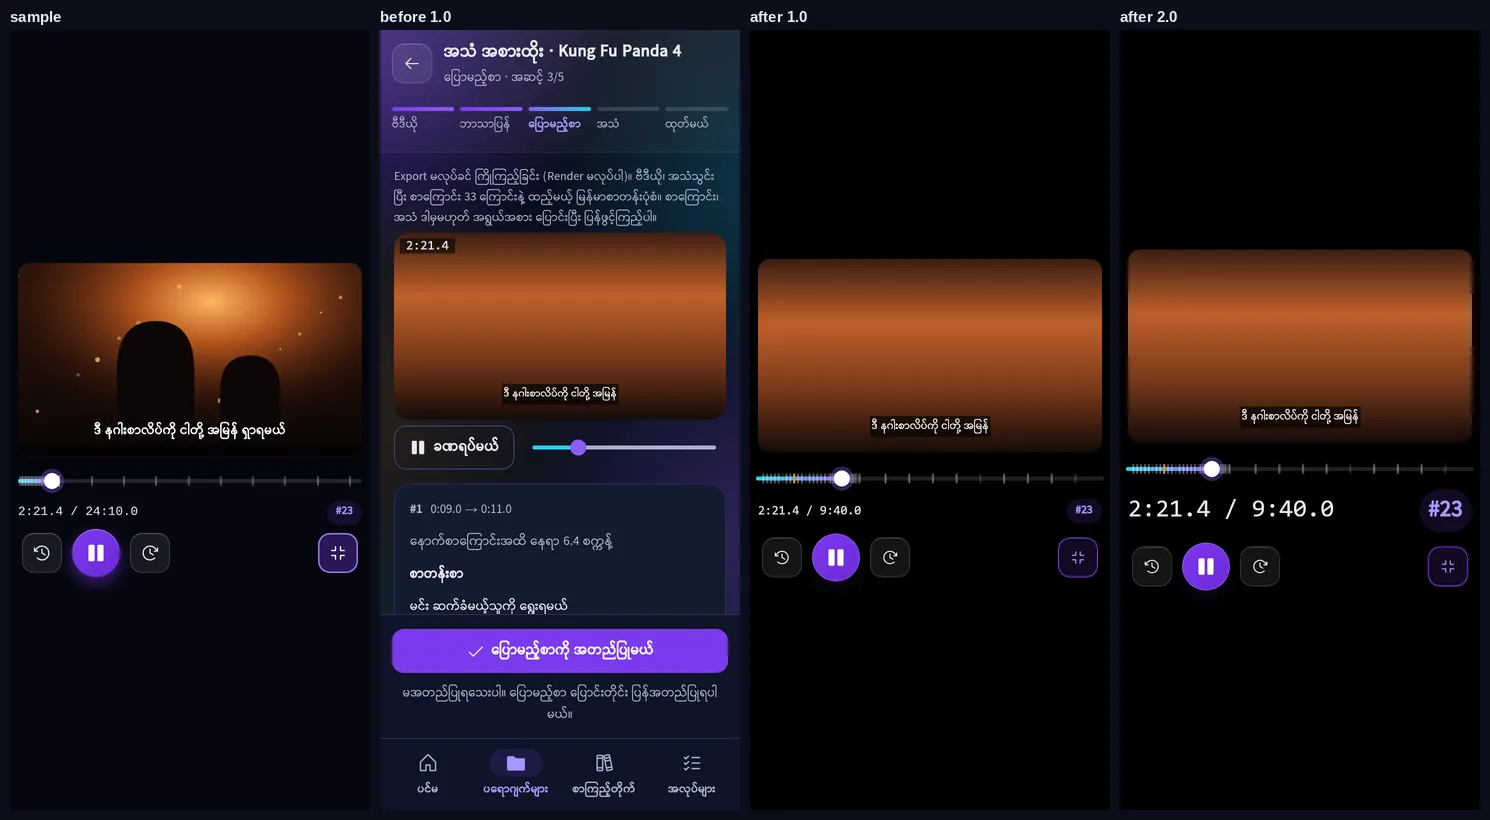 sample
ဒီ နဂါးစာလိပ်ကို ငါတို့ အမြန် ရှာရမယ်
2:21.4 / 24:10.0
#23
before 1.0
အသံ အစားထိုး · Kung Fu Panda 4
ပြောမည့်စာ · အဆင့် 3/5
ဗီဒီယို
ဘာသာပြန်
ပြောမည့်စာ
အသံ
ထုတ်မယ်
Export မလုပ်ခင် ကြိုကြည့်ခြင်း (Render မလုပ်ပါ)။ ဗီဒီယို၊ အသံသွင်း
ပြီး စာကြောင်း 33 ကြောင်းနဲ့ ထည့်မယ့် မြန်မာစာတန်းပုံစံ။ စာကြောင်း၊
အသံ ဒါမှမဟုတ် အရွယ်အစား ပြောင်းပြီး ပြန်ဖွင့်ကြည့်ပါ။
2:21.4
ဒီ နဂါးစာလိပ်ကို ငါတို့ အမြန်
ခဏရပ်မယ်
#1 0:09.0 → 0:11.0
နောက်စာကြောင်းအထိ နေရာ 6.4 စက္ကန့်
စာတန်းစာ
မင်း ဆက်ခံမယ့်သူကို ရွေးရမယ်
ပြောမည့်စာကို အတည်ပြုမယ်
မအတည်ပြုရသေးပါ။ ပြောမည့်စာ ပြောင်းတိုင်း ပြန်အတည်ပြုရပါ
မယ်။
ပင်မ
ပရောဂျက်များ
စာကြည့်တိုက်
အလုပ်များ
after 1.0
ဒီ နဂါးစာလိပ်ကို ငါတို့ အမြန်
2:21.4 / 9:40.0
#23
after 2.0
ဒီ နဂါးစာလိပ်ကို ငါတို့ အမြန်
2:21.4 / 9:40.0
#23